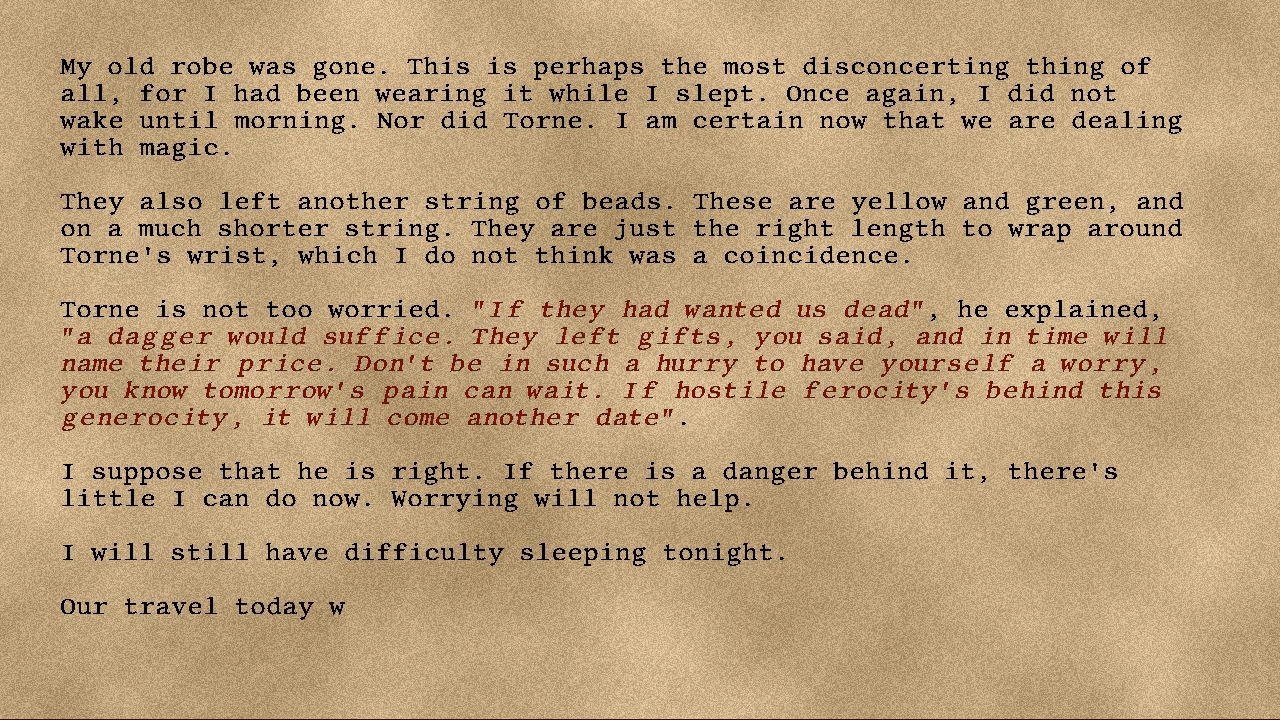 My old robe was gone. This is perhaps the most disconcerting thing of
all, for I had been wearing it while I slept. Once again, I did not
wake until morning. Nor did Torne. I am certain now that we are dealing
with magic.
They also left another string of beads. These are yellow and green, and
on a much shorter string. They are just the right length to wrap around
Torne's wrist, which I do not think was a coincidence.
Torne is not too worried. "If they had wanted us dead", he explained,
"a dagger would suffice. They left gifts, you said, and in time will
name their price. Don't be in such a hurry to have yourself a worry,
you know tomorrow's pain can wait. If hostile ferocity's behind this
generocity, it will come another date".
I suppose that he is right. If there is a danger behind it, there's
little I can do now. Worrying will not help.
I will still have difficulty sleeping tonight.
Our travel today w